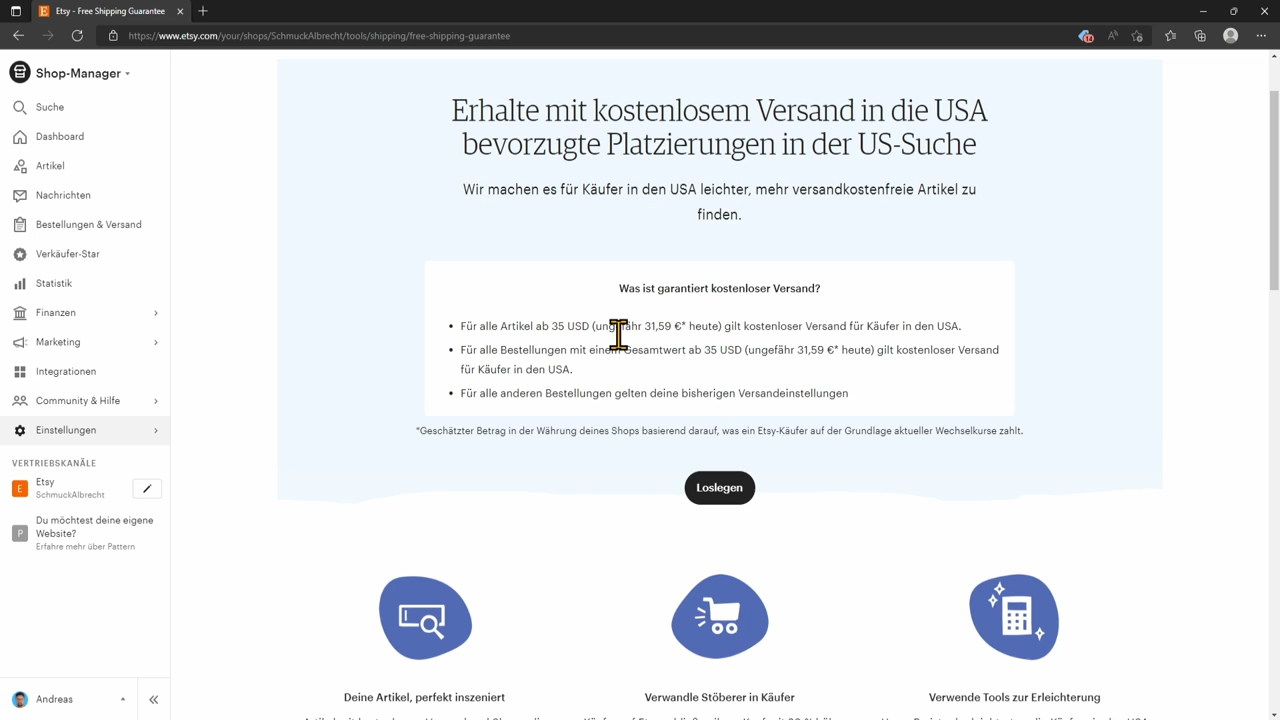 Etsy - Free Shipping Guarantee
https://www.etsy.com/your/shops/SchmuckAlbrecht/tools/shipping/free-shipping-guarantee
14
Shop-Manager
Suche
Dashboard
Artikel
Nachrichten
Bestellungen & Versand
Verkäufer-Star
Statistik
Finanzen
Marketing
Integrationen
Community & Hilfe
Einstellungen
VERTRIEBSKANÄLE
E
Etsy
SchmuckAlbrecht
P
Du möchtest deine eigene
Website?
Erfahre mehr über Pattern
Andreas
Erhalte mit kostenlosem Versand in die USA
bevorzugte Platzierungen in der US-Suche
Wir machen es für Käufer in den USA leichter, mehr versandkostenfreie Artikel zu
finden.
Was ist garantiert kostenloser Versand?
• Für alle Artikel ab 35 USD (ungefähr 31,59 €* heute) gilt kostenloser Versand für Käufer in den USA.
• Für alle Bestellungen mit einem Gesamtwert ab 35 USD (ungefähr 31,59 €* heute) gilt kostenloser Versand
für Käufer in den USA.
• Für alle anderen Bestellungen gelten deine bisherigen Versandeinstellungen
*Geschätzter Betrag in der Währung deines Shops basierend darauf, was ein Etsy-Käufer auf der Grundlage aktueller Wechselkurse zahlt.
Loslegen
Deine Artikel, perfekt inszeniert
Verwandle Stöberer in Käufer
Verwende Tools zur Erleichterung